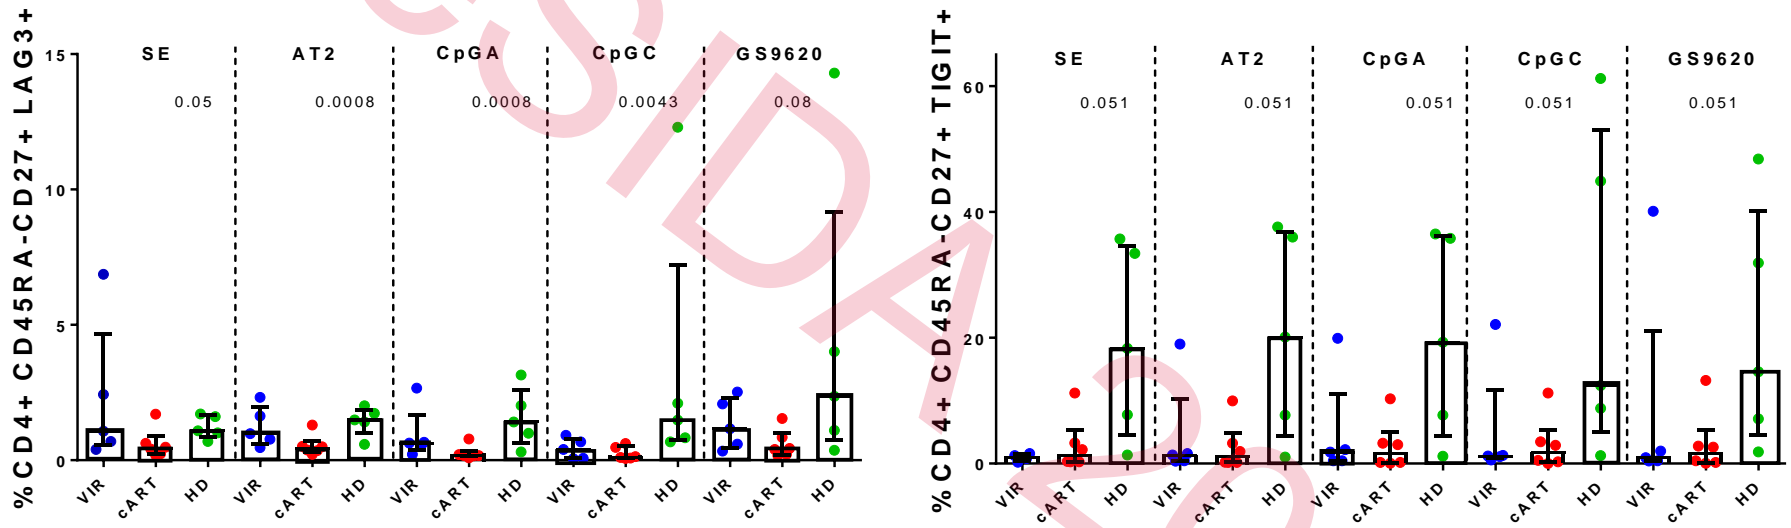 %CD4+ CD45RA-CD27+ LAG3+
SE AT2 CpGA CpGC GS9620
0.05 0.0008 0.0008 0.0043 0.08
15
10
5
0
VIR cART HD VIR cART HD VIR cART HD VIR cART HD VIR cART HD
%CD4+ CD45RA-CD27+ TIGIT+
SE AT2 CpGA CpGC GS9620
0.051 0.051 0.051 0.051 0.051
60
40
20
0
VIR cART HD VIR cART HD VIR cART HD VIR cART HD VIR cART HD
eSIDA 20